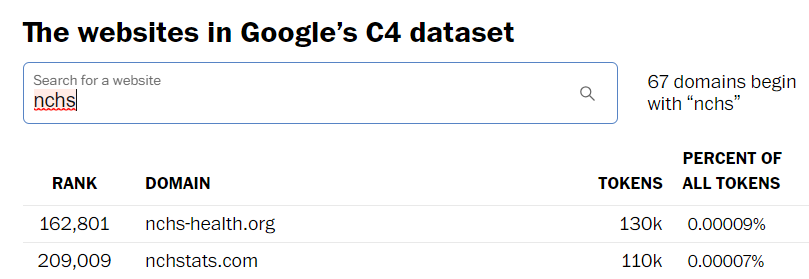 The websites in Google's C4 dataset
Search for a website
nchs
67 domains begin
with “nchs”
RANK DOMAIN TOKENS PERCENT OF ALL TOKENS
162,801 nchs-health.org 130k 0.00009%
209,009 nchstats.com 110k 0.00007%